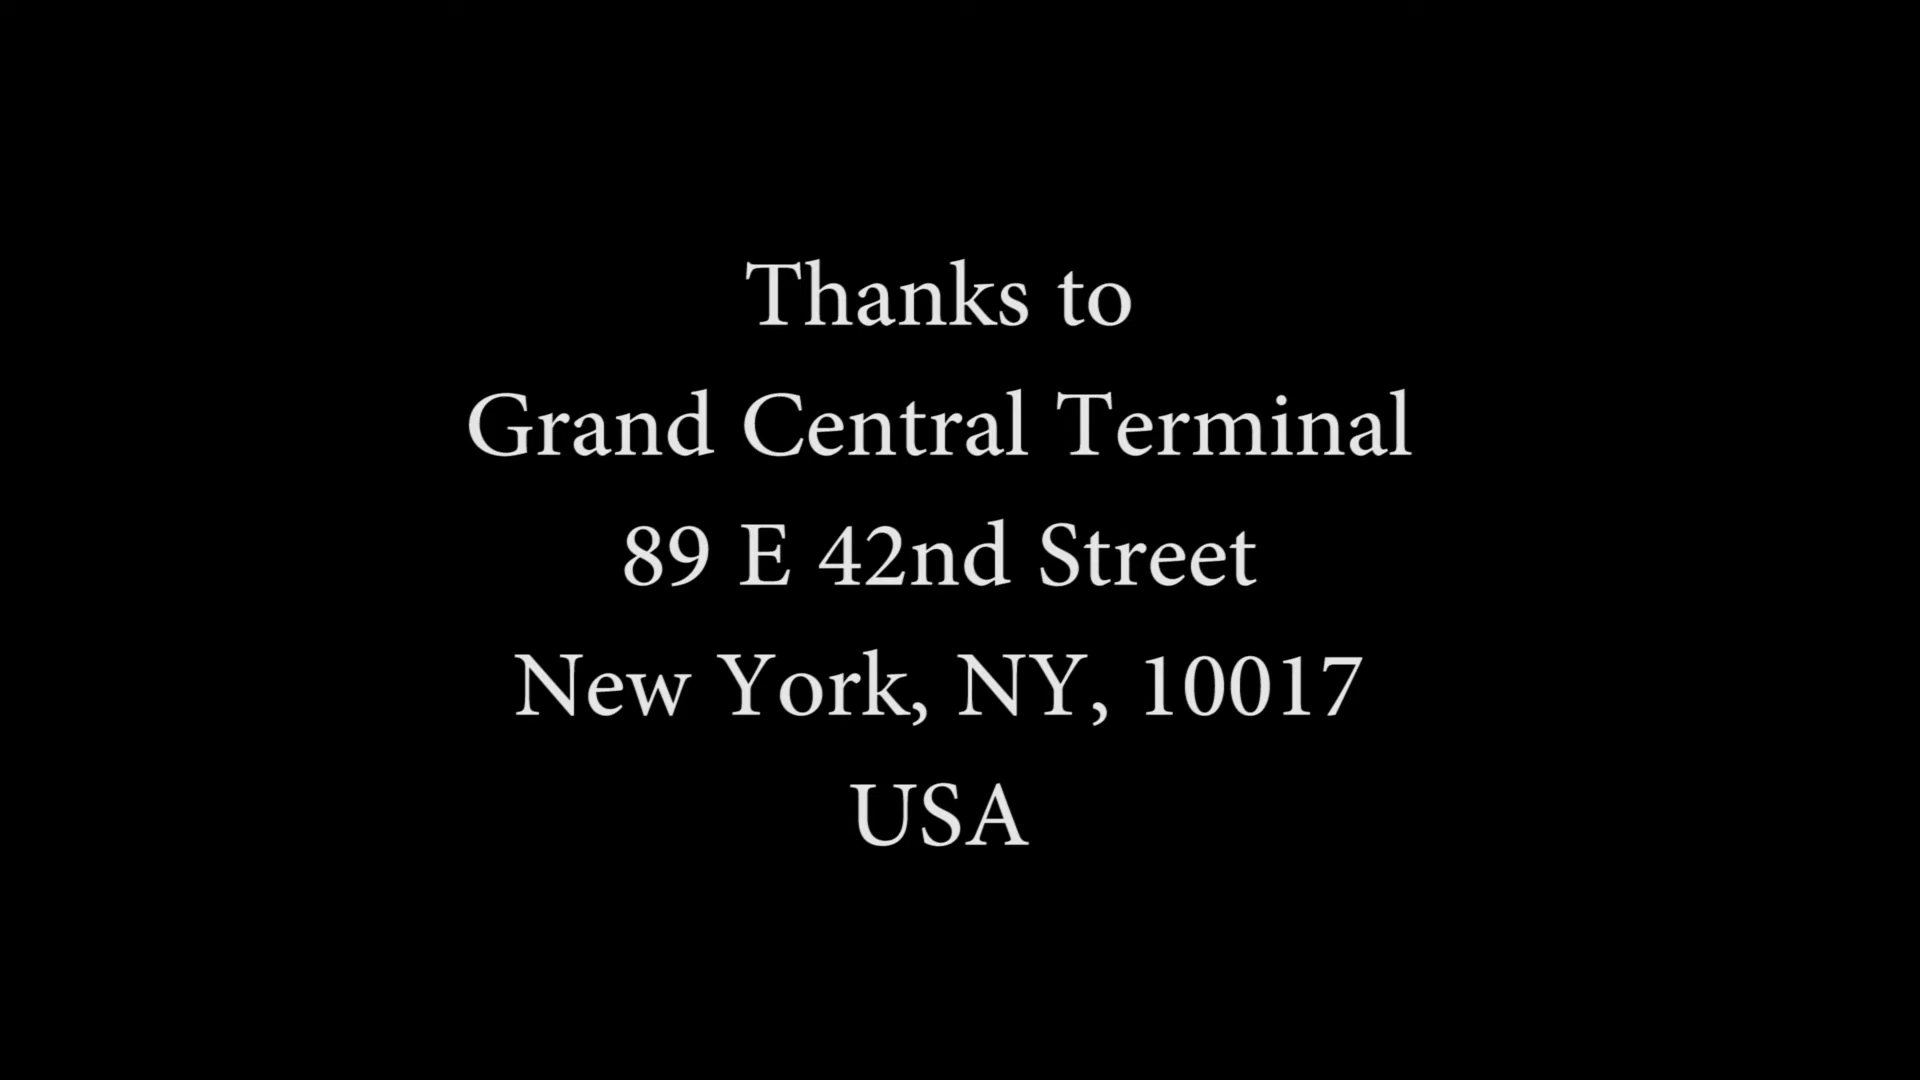 Thanks to
Grand Central Terminal
89 E 42nd Street
New York, NY, 10017
USA